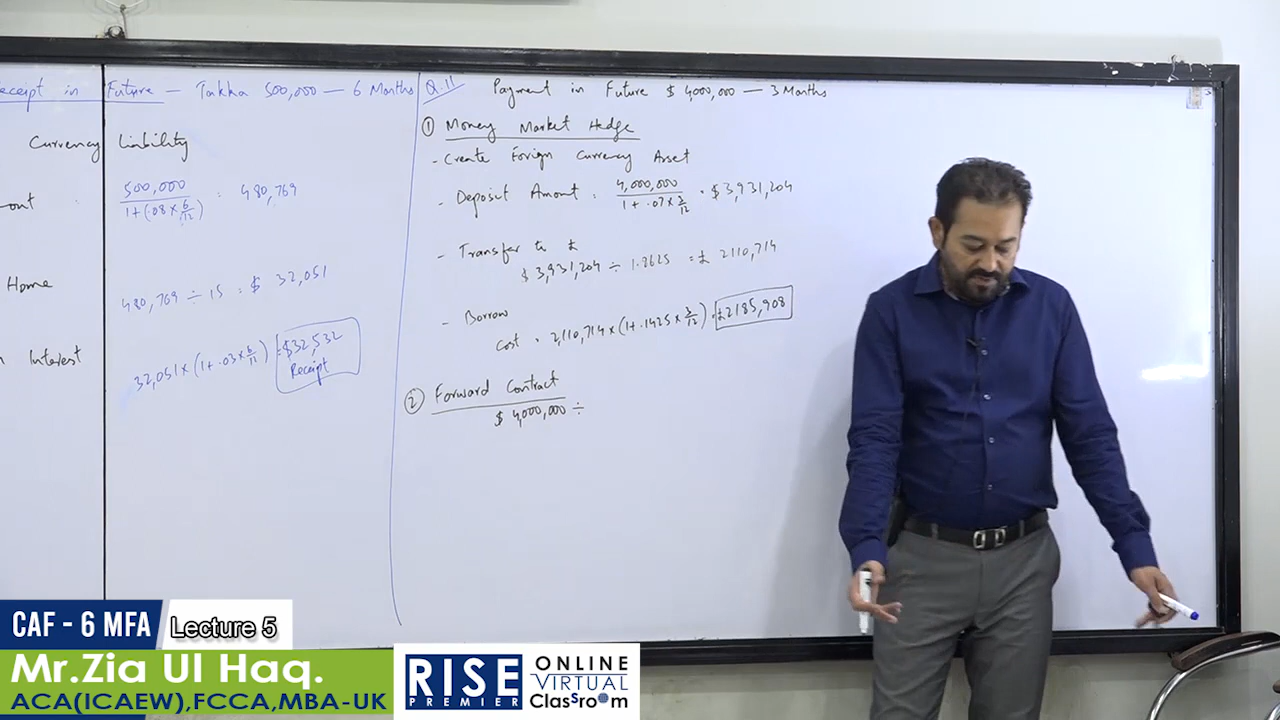 eceipt in Future — Takka 500,000 — 6 Months
Currency Liability
ount : 500,000 / 1+(.08 × 6/12) = 480,769
Home
480,769 ÷ 15 = $ 32,051
n Interest
32,051 × (1+.03 × 6/12) = $32,532
Receipt
Q.11 Payment in Future $ 4,000,000 — 3 Months
① Money Market Hedge
- Create Forign Currency Asset
- Deposit Amount = 4,000,000 / 1+.07 × 3/12 = $3,931,204
- Transfer to £
$3,931,204 ÷ 1.8625 = £ 2110,714
- Borrow
Cost = 2,110,714 × (1+.1425 × 3/12) = £2185,908
② Forward Contract
$ 4,000,000 ÷
CAF - 6 MFA Lecture 5
Mr.Zia Ul Haq.
ACA(ICAEW),FCCA,MBA-UK
RISE
PREMIER
ONLINE
VIRTUAL
Classroom